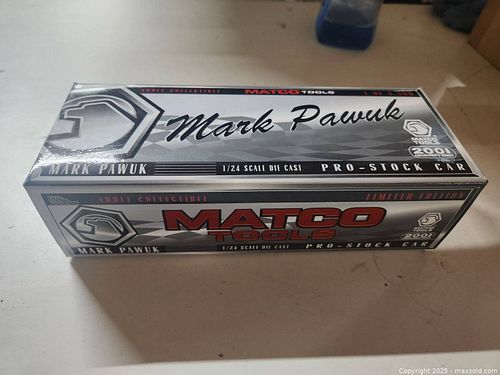 ADULT COLLECTIBLE MATCO TOOLS
Mark Pawuk
MATCO
TOOLS
2001
MARK PAWUK 1/24 SCALE DIE CAST PRO-STOCK CAR
ADULT COLLECTIBLE LIMITED EDITION
MATCO
TOOLS
2001
MARK PAWUK 1/24 SCALE DIE CAST PRO-STOCK CAR
Copyright 2025 - maxsold.com